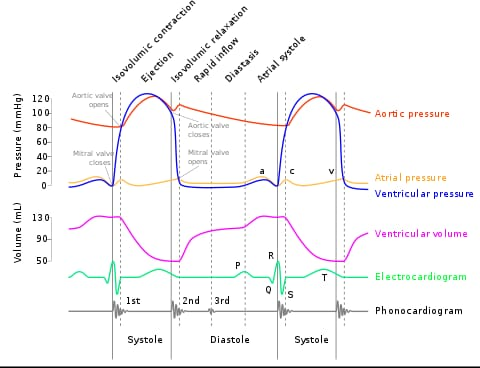 Isovolumic contraction
Ejection
Isovolumic relaxation
Rapid inflow
Diastasis
Atrial systole
Pressure (mmHg)
120
100
80
60
40
20
0
Aortic valve
opens
Aortic valve
closes
Mitral valve
closes
Mitral valve
opens
a
c
v
Aortic pressure
Atrial pressure
Ventricular pressure
Volume (mL)
130
90
50
Ventricular volume
R
P
Q
S
T
Electrocardiogram
1st
2nd
3rd
Phonocardiogram
Systole
Diastole
Systole